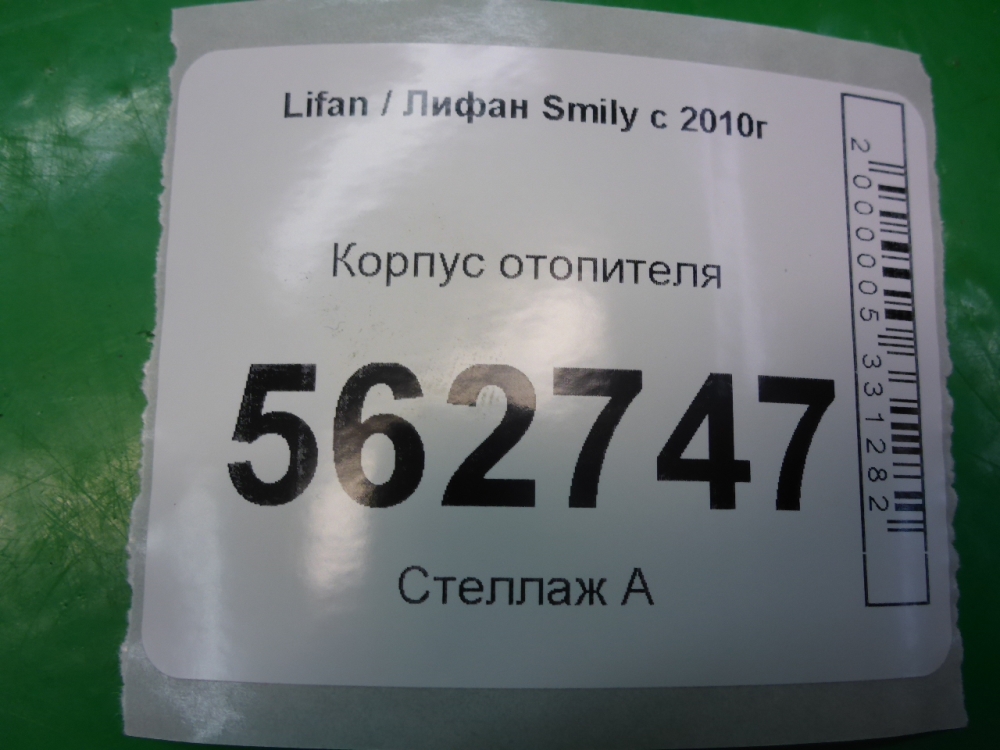 Lifan / Лифан Smily с 2010г
Корпус отопителя
562747
Стеллаж А
2000005331282